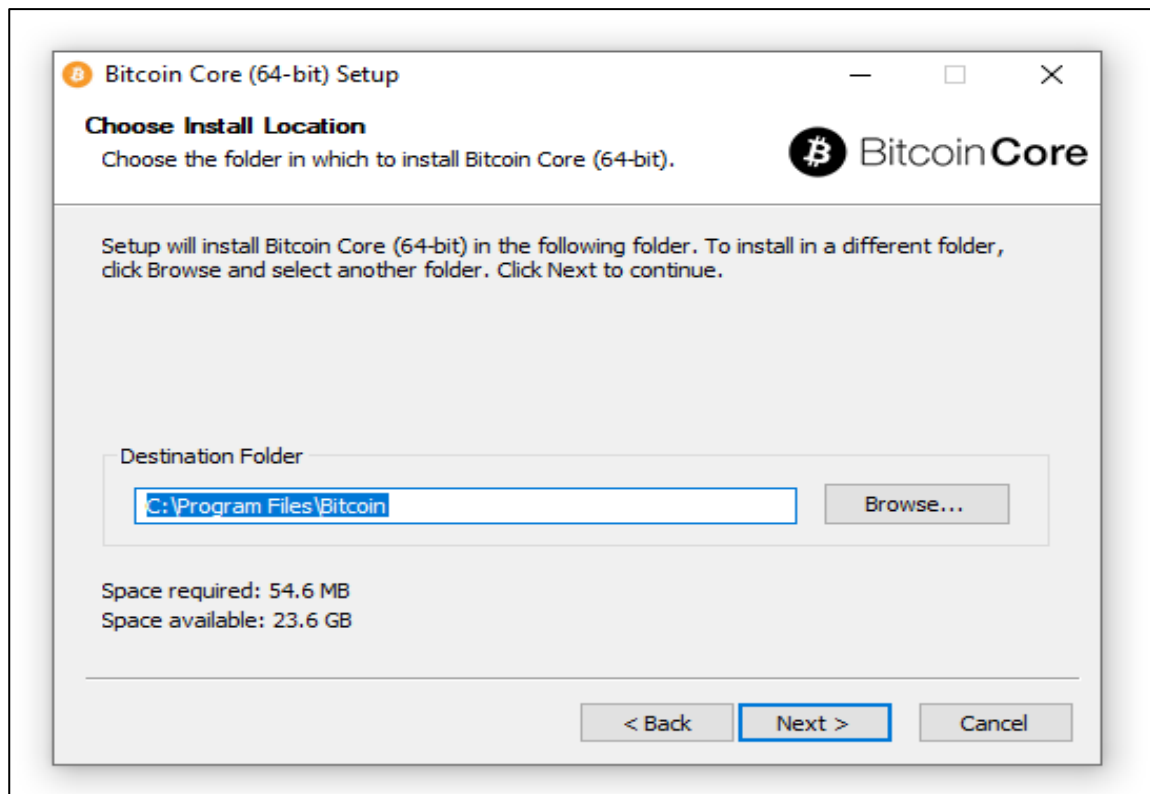 Bitcoin Core (64-bit) Setup
Choose Install Location
Choose the folder in which to install Bitcoin Core (64-bit).
BitcoinCore
Setup will install Bitcoin Core (64-bit) in the following folder. To install in a different folder,
click Browse and select another folder. Click Next to continue.
Destination Folder
C:\Program Files\Bitcoin
Browse...
Space required: 54.6 MB
Space available: 23.6 GB
< Back
Next >
Cancel